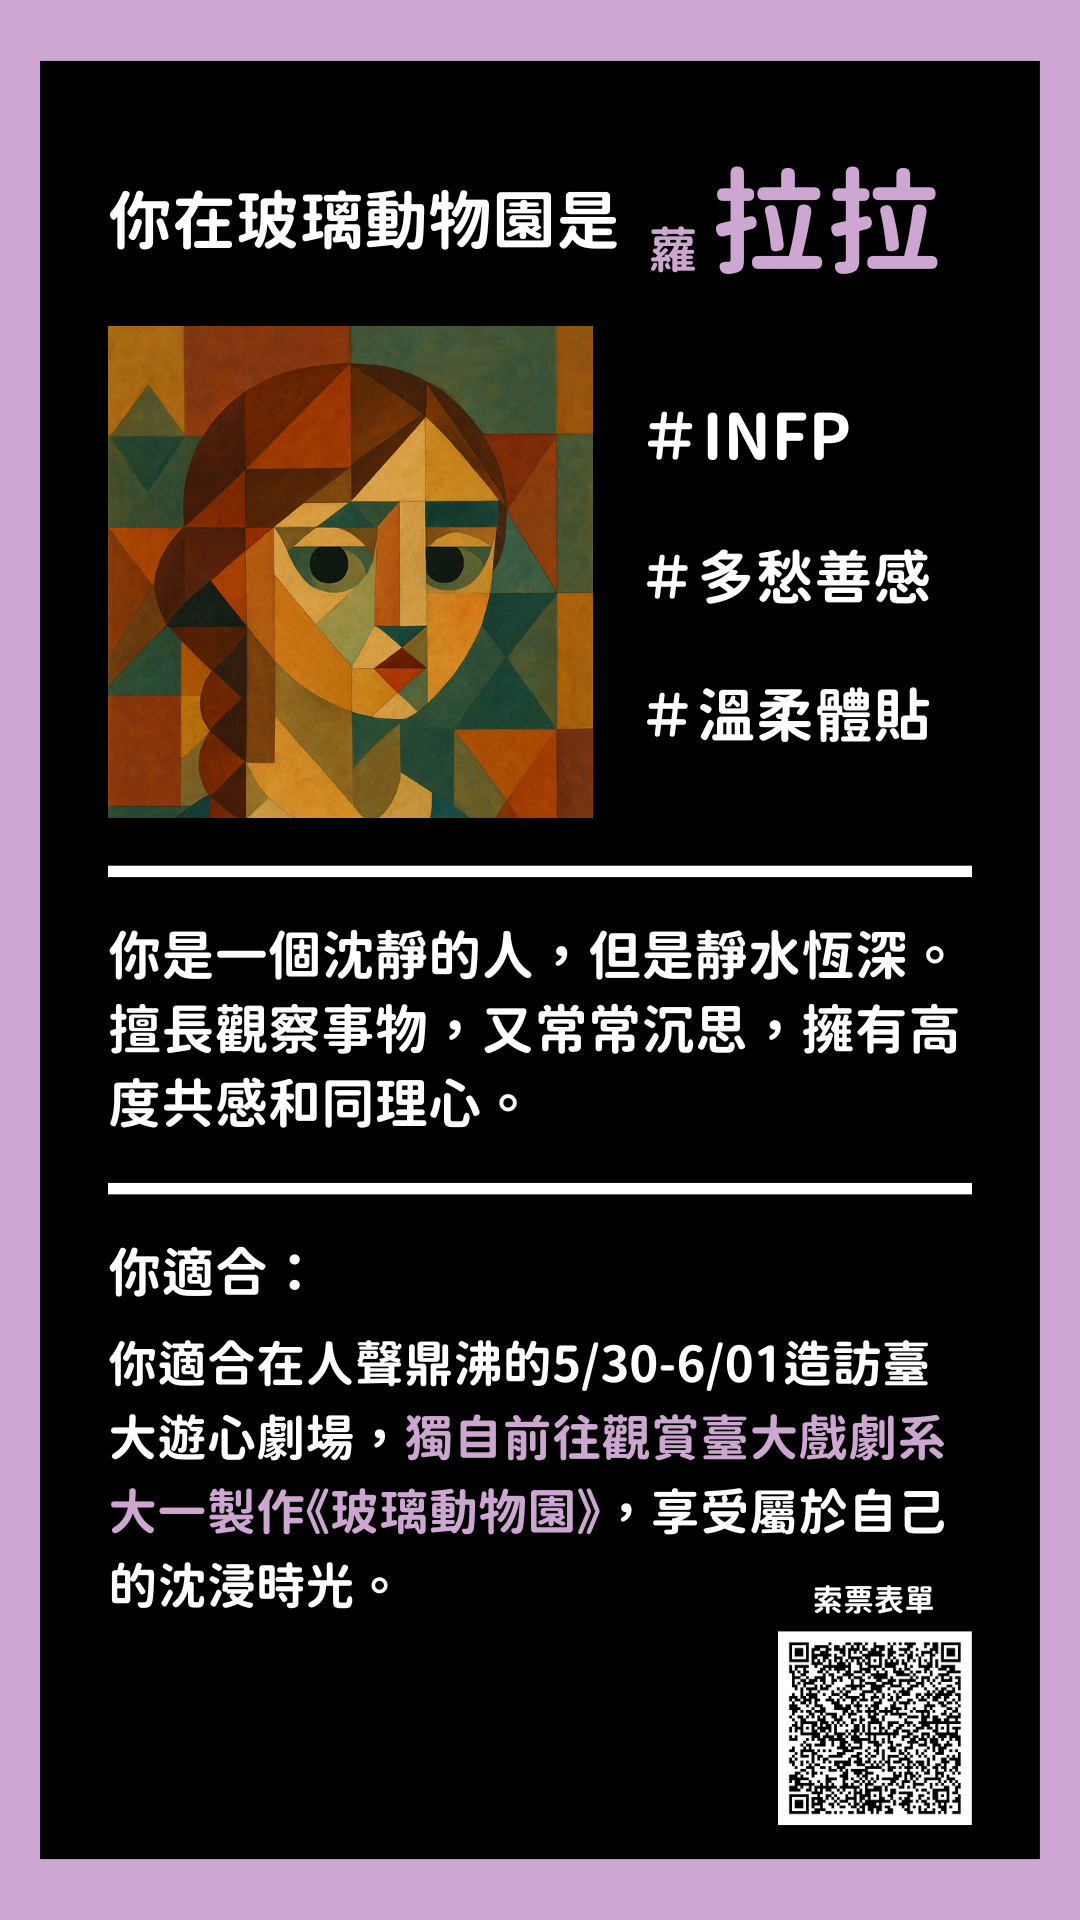 你在玻璃動物園是 蘿拉拉
#INFP
#多愁善感
#溫柔體貼
你是一個沈靜的人，但是靜水恆深。
擅長觀察事物，又常常沉思，擁有高
度共感和同理心。
你適合：
你適合在人聲鼎沸的5/30-6/01造訪臺
大遊心劇場，獨自前往觀賞臺大戲劇系
大一製作《玻璃動物園》，享受屬於自己
的沈浸時光。
索票表單